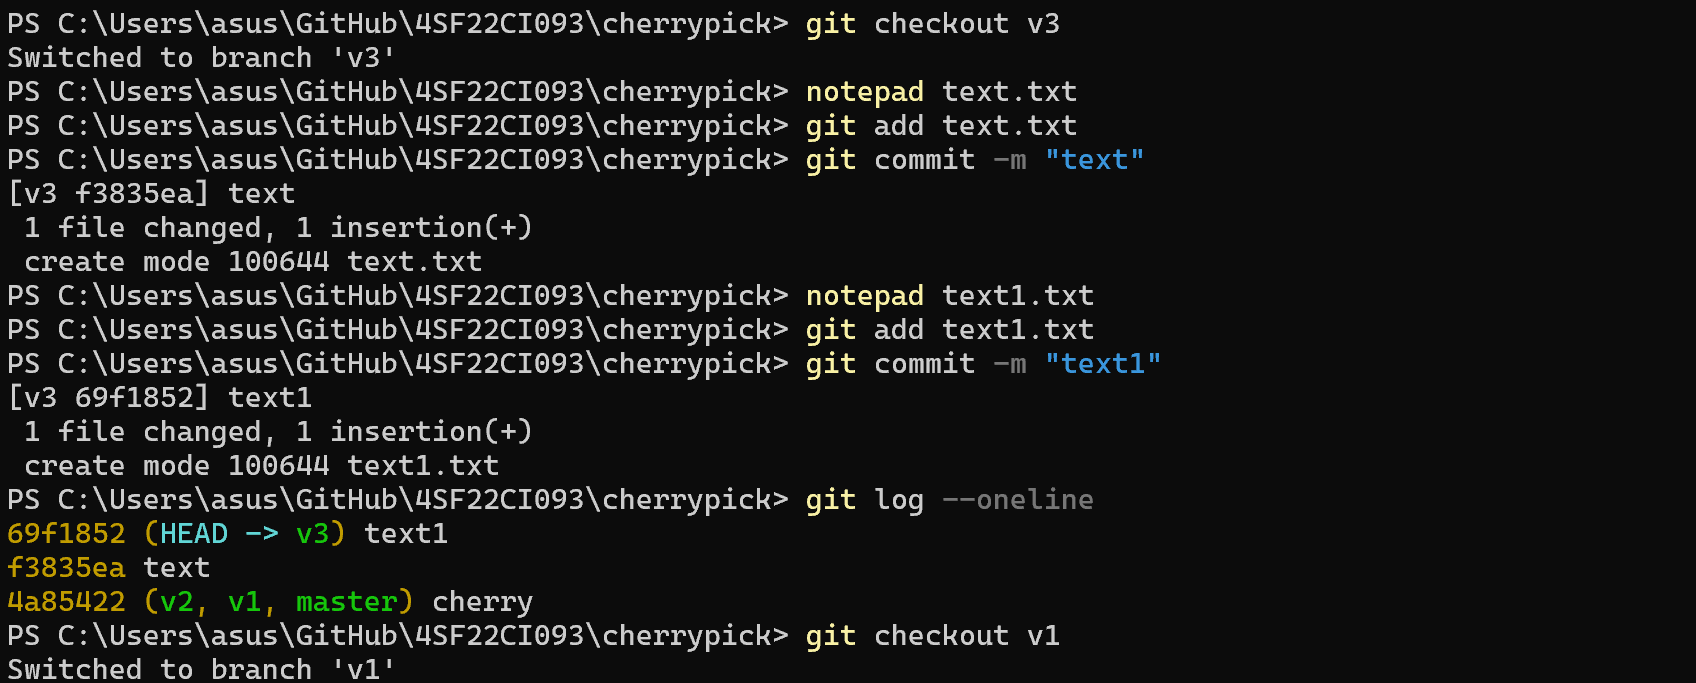 PS C:\Users\asus\GitHub\4SF22CI093\cherrypick> git checkout v3
Switched to branch 'v3'
PS C:\Users\asus\GitHub\4SF22CI093\cherrypick> notepad text.txt
PS C:\Users\asus\GitHub\4SF22CI093\cherrypick> git add text.txt
PS C:\Users\asus\GitHub\4SF22CI093\cherrypick> git commit -m "text"
[v3 f3835ea] text
 1 file changed, 1 insertion(+)
 create mode 100644 text.txt
PS C:\Users\asus\GitHub\4SF22CI093\cherrypick> notepad text1.txt
PS C:\Users\asus\GitHub\4SF22CI093\cherrypick> git add text1.txt
PS C:\Users\asus\GitHub\4SF22CI093\cherrypick> git commit -m "text1"
[v3 69f1852] text1
 1 file changed, 1 insertion(+)
 create mode 100644 text1.txt
PS C:\Users\asus\GitHub\4SF22CI093\cherrypick> git log --oneline
69f1852 (HEAD -> v3) text1
f3835ea text
4a85422 (v2, v1, master) cherry
PS C:\Users\asus\GitHub\4SF22CI093\cherrypick> git checkout v1
Switched to branch 'v1'